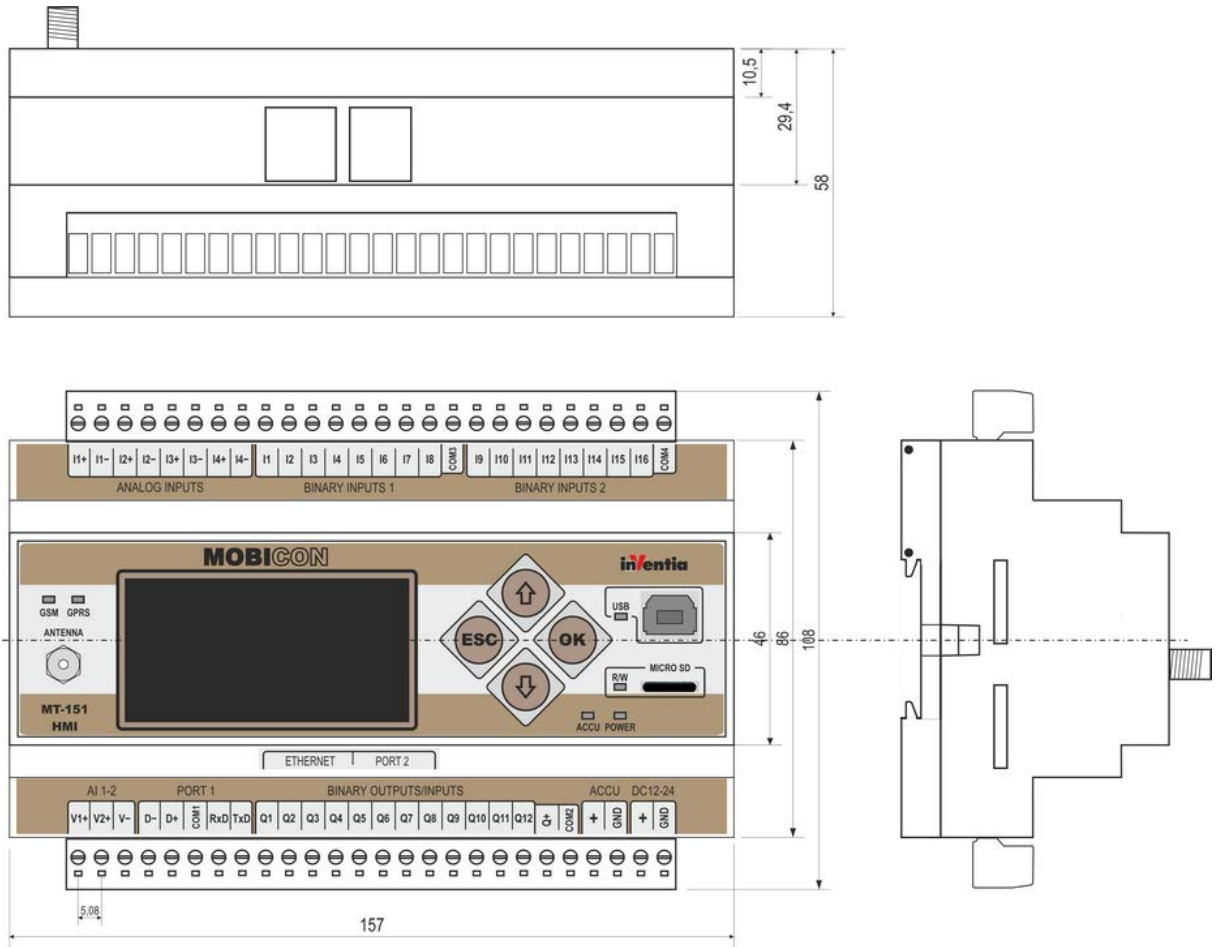 10,5
29,4
58
I1+ I1- I2+ I2- I3+ I3- I4+ I4- I1 I2 I3 I4 I5 I6 I7 I8 COM3 I9 I10 I11 I12 I13 I14 I15 I16 COM4
ANALOG INPUTS BINARY INPUTS 1 BINARY INPUTS 2
MOBICON
inVentia
GSM GPRS
USB
ANTENNA
ESC OK
46
86
108
MICRO SD
R/W
MT-151
HMI
ACCU POWER
ETHERNET PORT 2
AI 1-2 PORT 1 BINARY OUTPUTS/INPUTS ACCU DC12-24
V1+ V2+ V- D- D+ COM1 RxD TxD Q1 Q2 Q3 Q4 Q5 Q6 Q7 Q8 Q9 Q10 Q11 Q12 Q+ COM2 + GND + GND
5,08
157